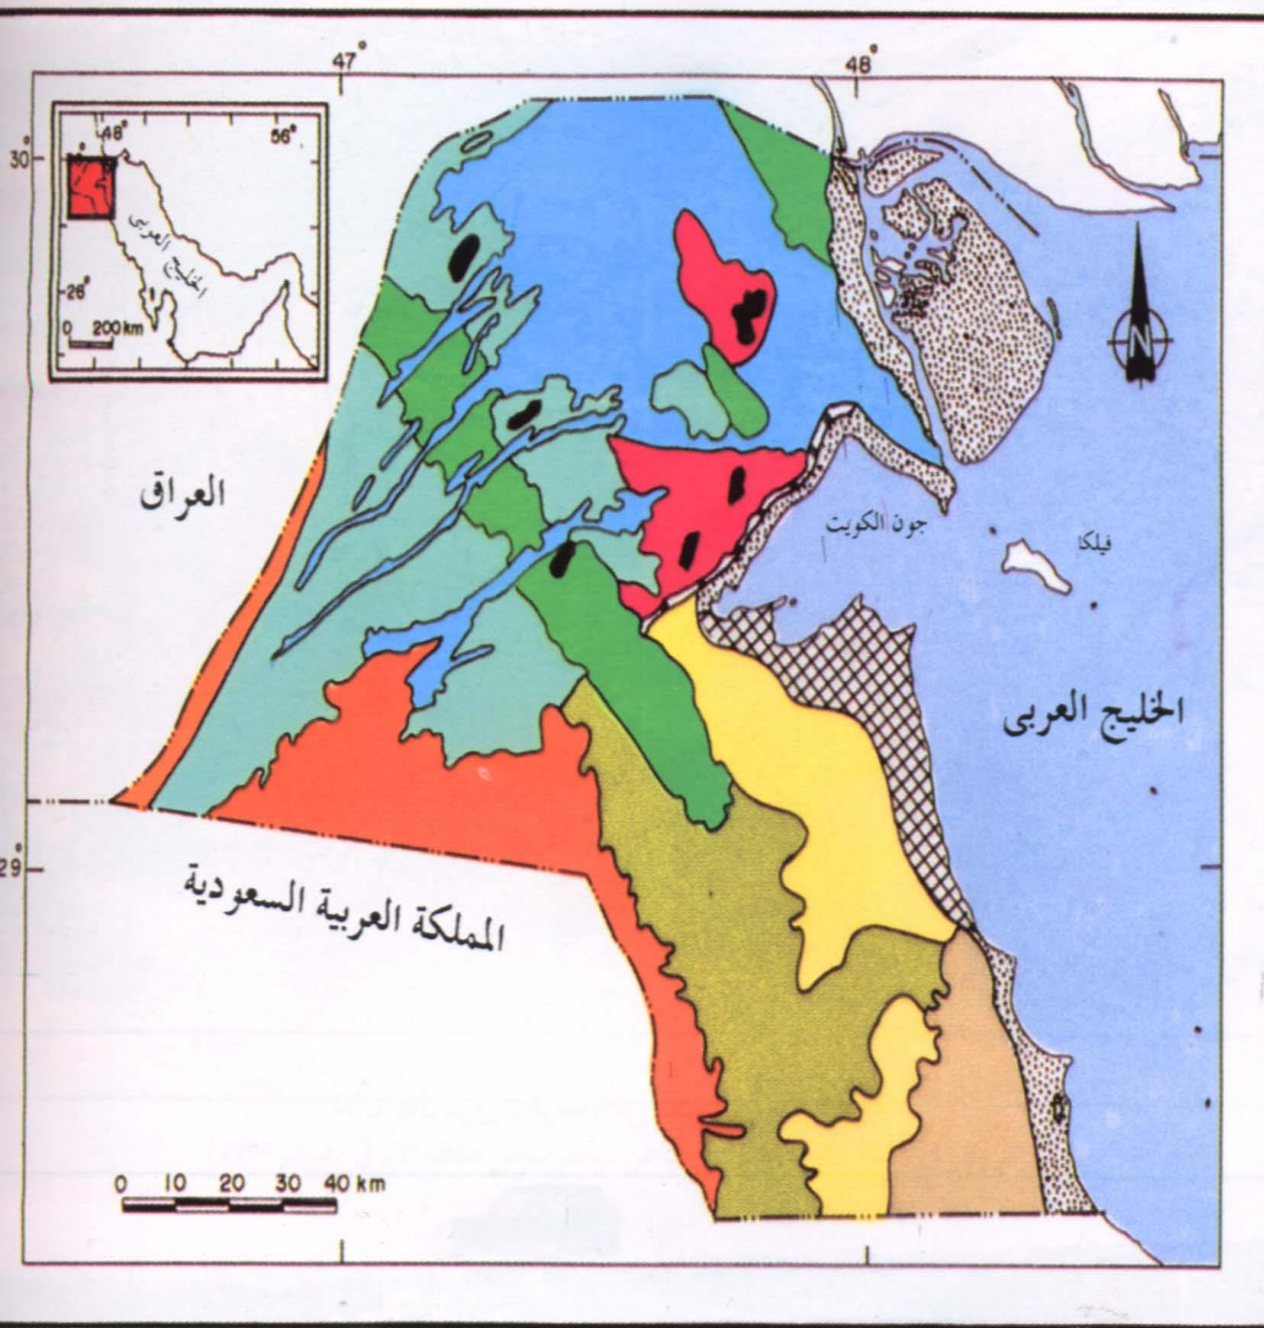 47°
48°
48°
56°
30°
الخليج العربي
26°
0 200 km
N
العراق
جون الكويت
فيلكا
الخليج العربى
29°
المملكة العربية السعودية
0 10 20 30 40 km